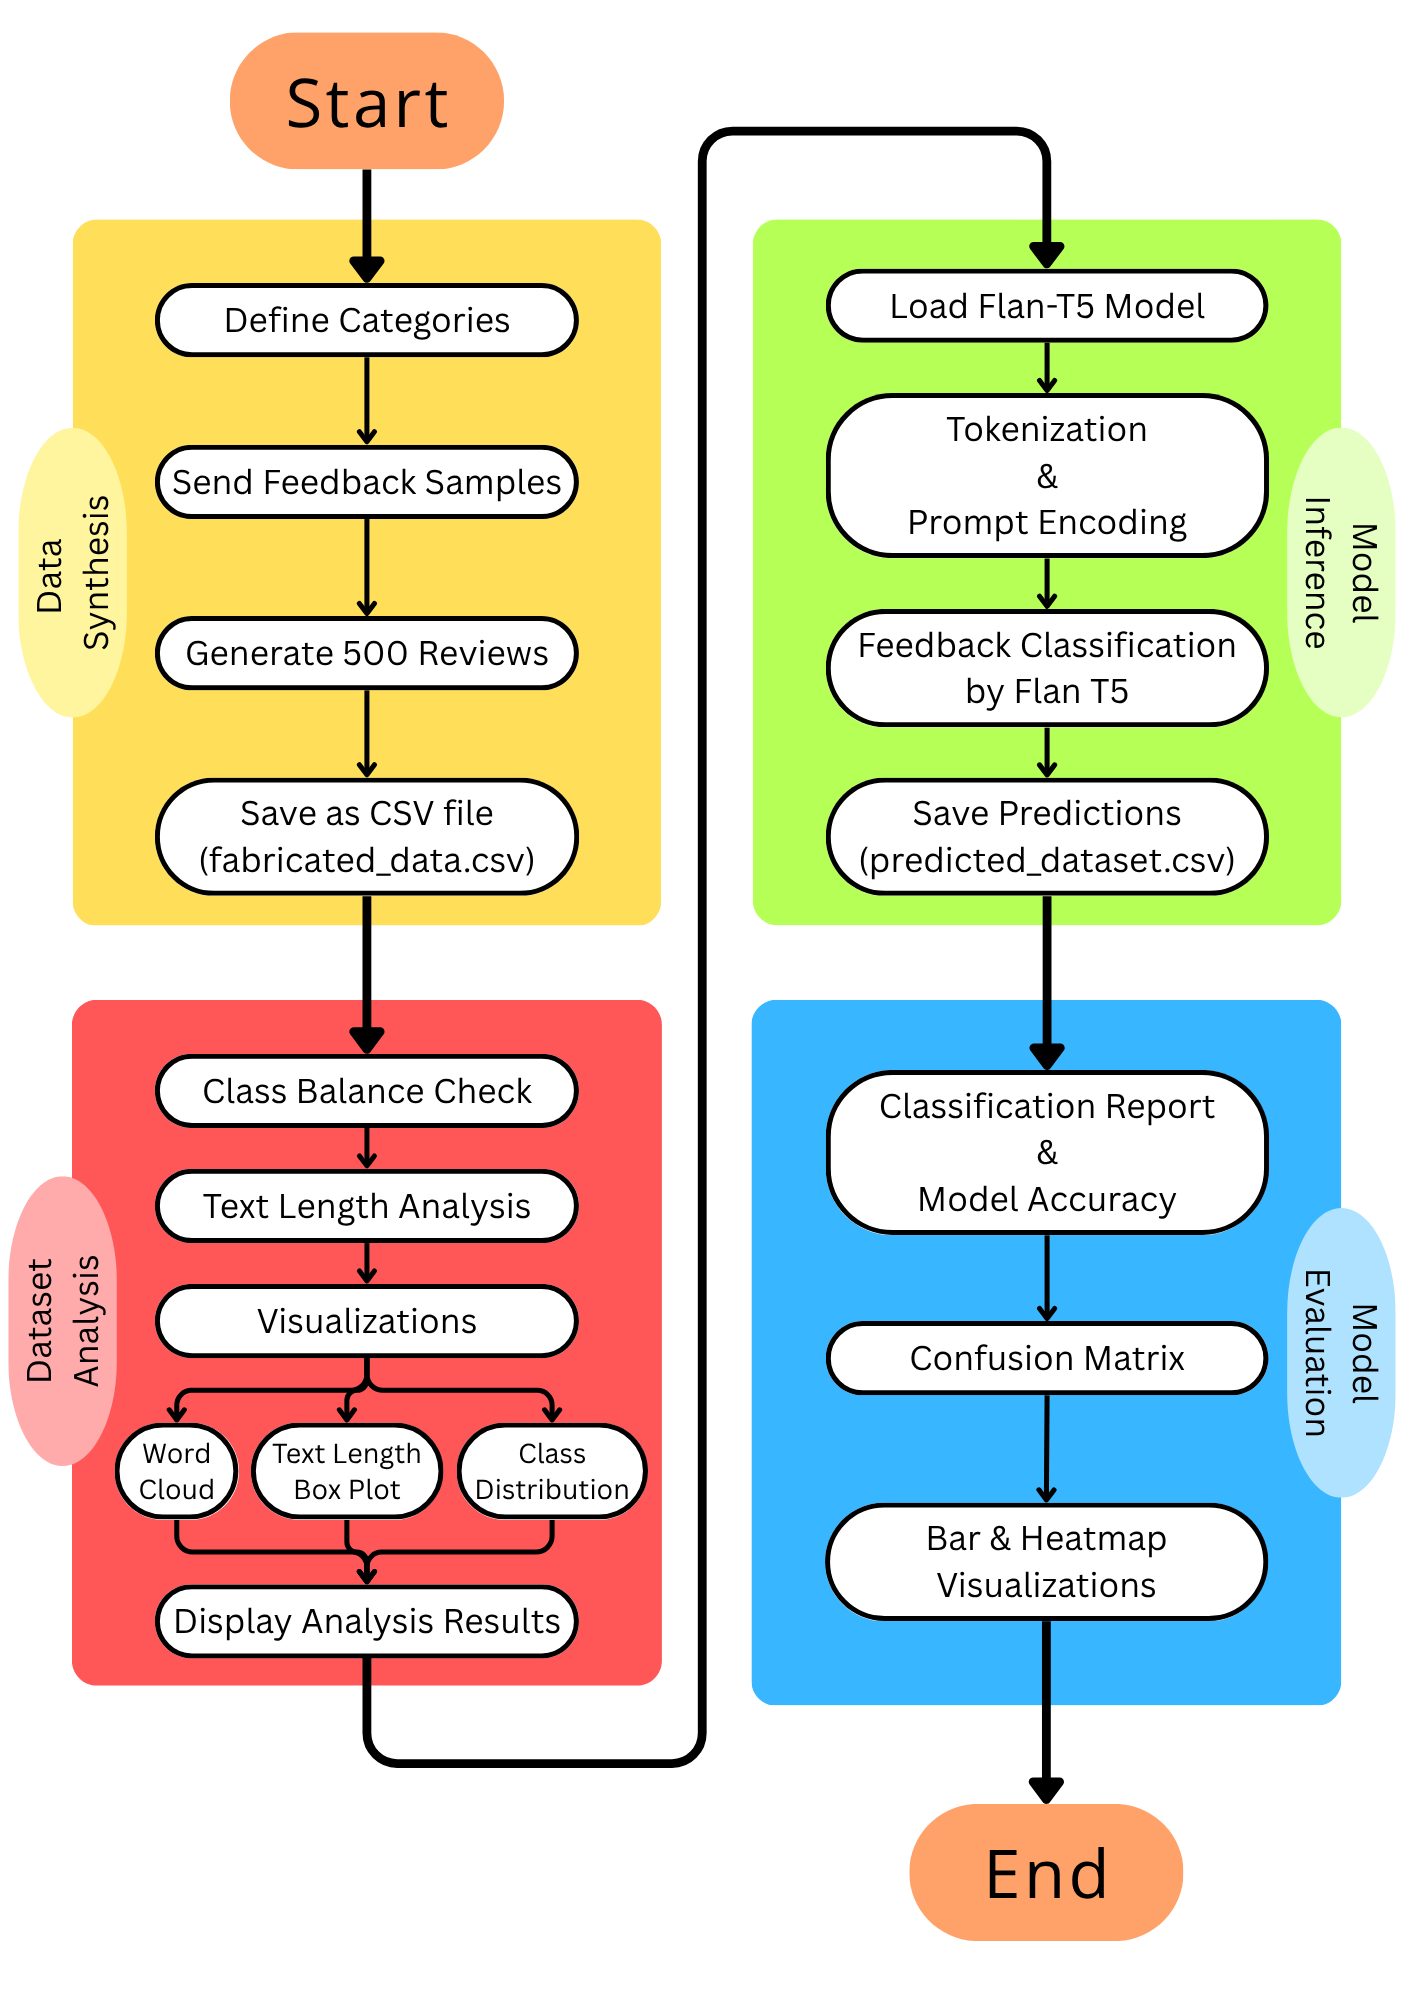 Start
Data
Synthesis
Define Categories
Send Feedback Samples
Generate 500 Reviews
Save as CSV file
(fabricated_data.csv)
Dataset
Analysis
Class Balance Check
Text Length Analysis
Visualizations
Word
Cloud
Text Length
Box Plot
Class
Distribution
Display Analysis Results
Model
Inference
Load Flan-T5 Model
Tokenization
&
Prompt Encoding
Feedback Classification
by Flan T5
Save Predictions
(predicted_dataset.csv)
Model
Evaluation
Classification Report
&
Model Accuracy
Confusion Matrix
Bar & Heatmap
Visualizations
End